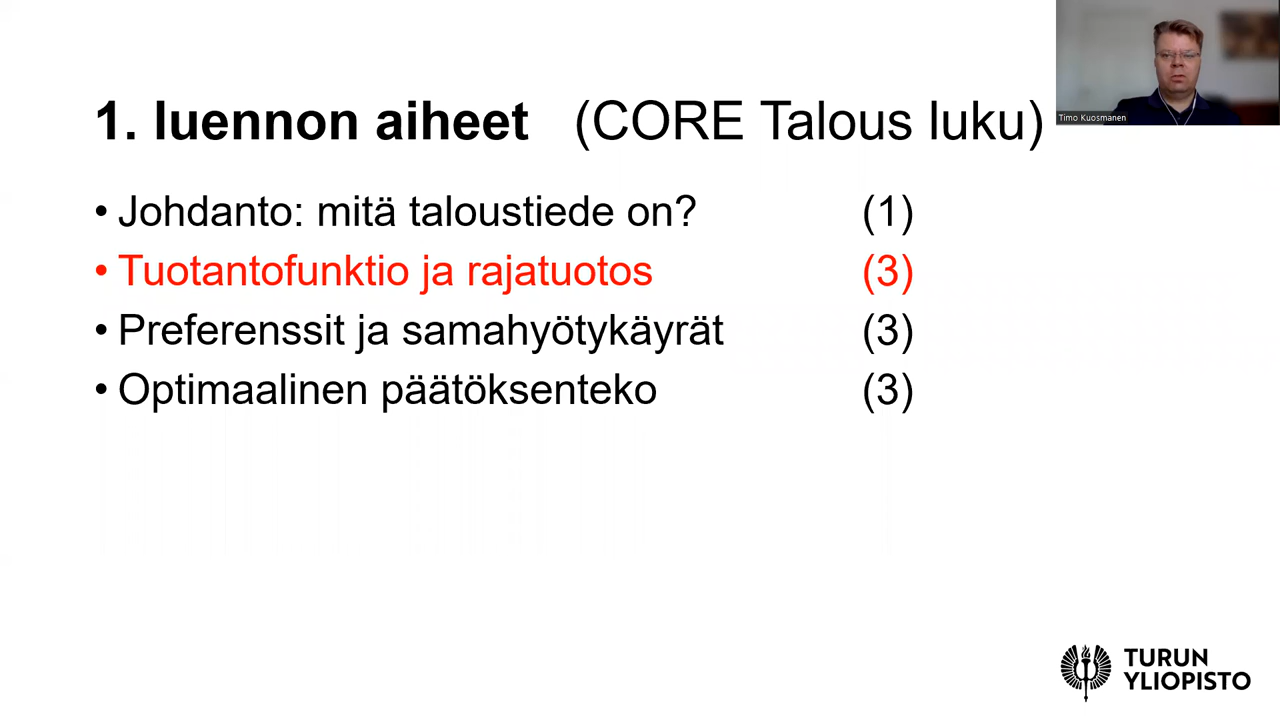 1. luennon aiheet (CORE Talous luku)
Timo Kuosmanen
• Johdanto: mitä taloustiede on? (1)
• Tuotantofunktio ja rajatuotos (3)
• Preferenssit ja samahyötykäyrät (3)
• Optimaalinen päätöksenteko (3)
TURUN
YLIOPISTO